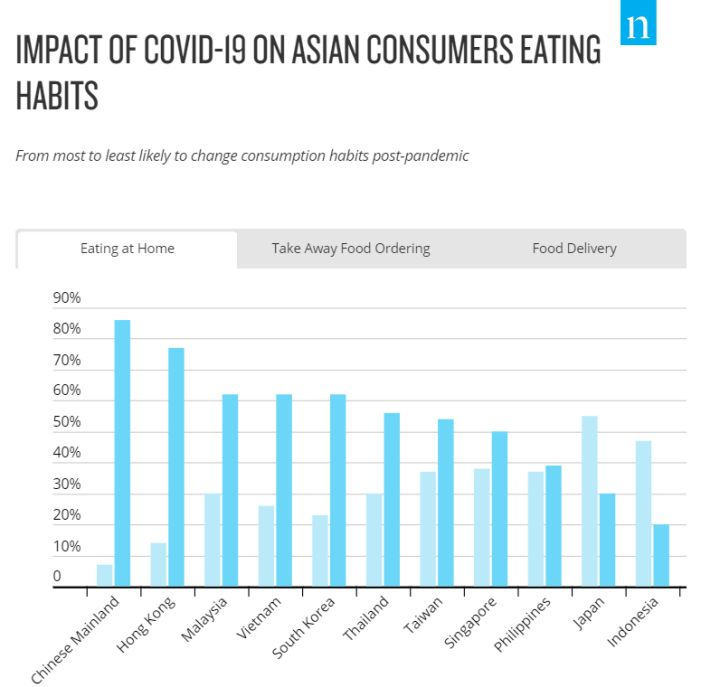 n
IMPACT OF COVID-19 ON ASIAN CONSUMERS EATING
HABITS
From most to least likely to change consumption habits post-pandemic
Eating at Home
Take Away Food Ordering
Food Delivery
90%
80%
70%
60%
50%
40%
30%
20%
10%
0
Chinese Mainland
Hong Kong
Malaysia
Vietnam
South Korea
Thailand
Taiwan
Singapore
Philippines
Japan
Indonesia